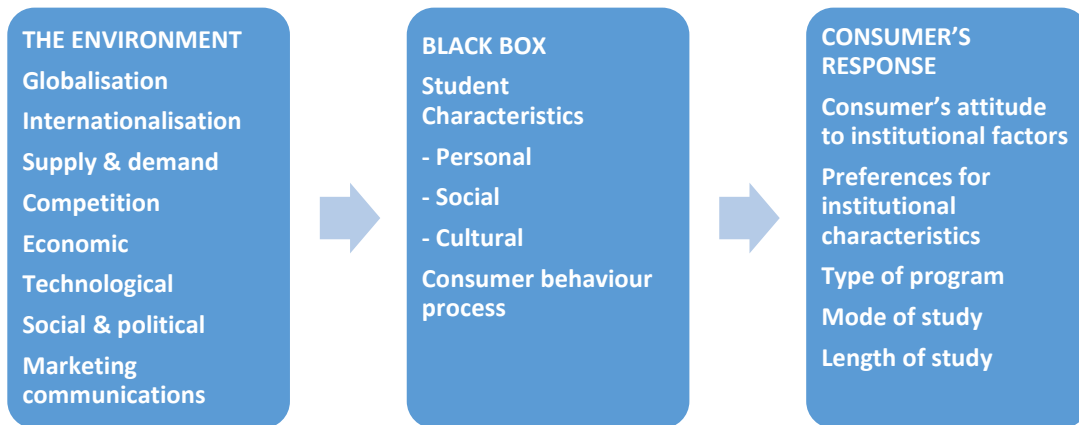 THE ENVIRONMENT
Globalisation
Internationalisation
Supply & demand
Competition
Economic
Technological
Social & political
Marketing
communications
BLACK BOX
Student
Characteristics
- Personal
- Social
- Cultural
Consumer behaviour
process
CONSUMER’S
RESPONSE
Consumer’s attitude
to institutional factors
Preferences for
institutional
characteristics
Type of program
Mode of study
Length of study